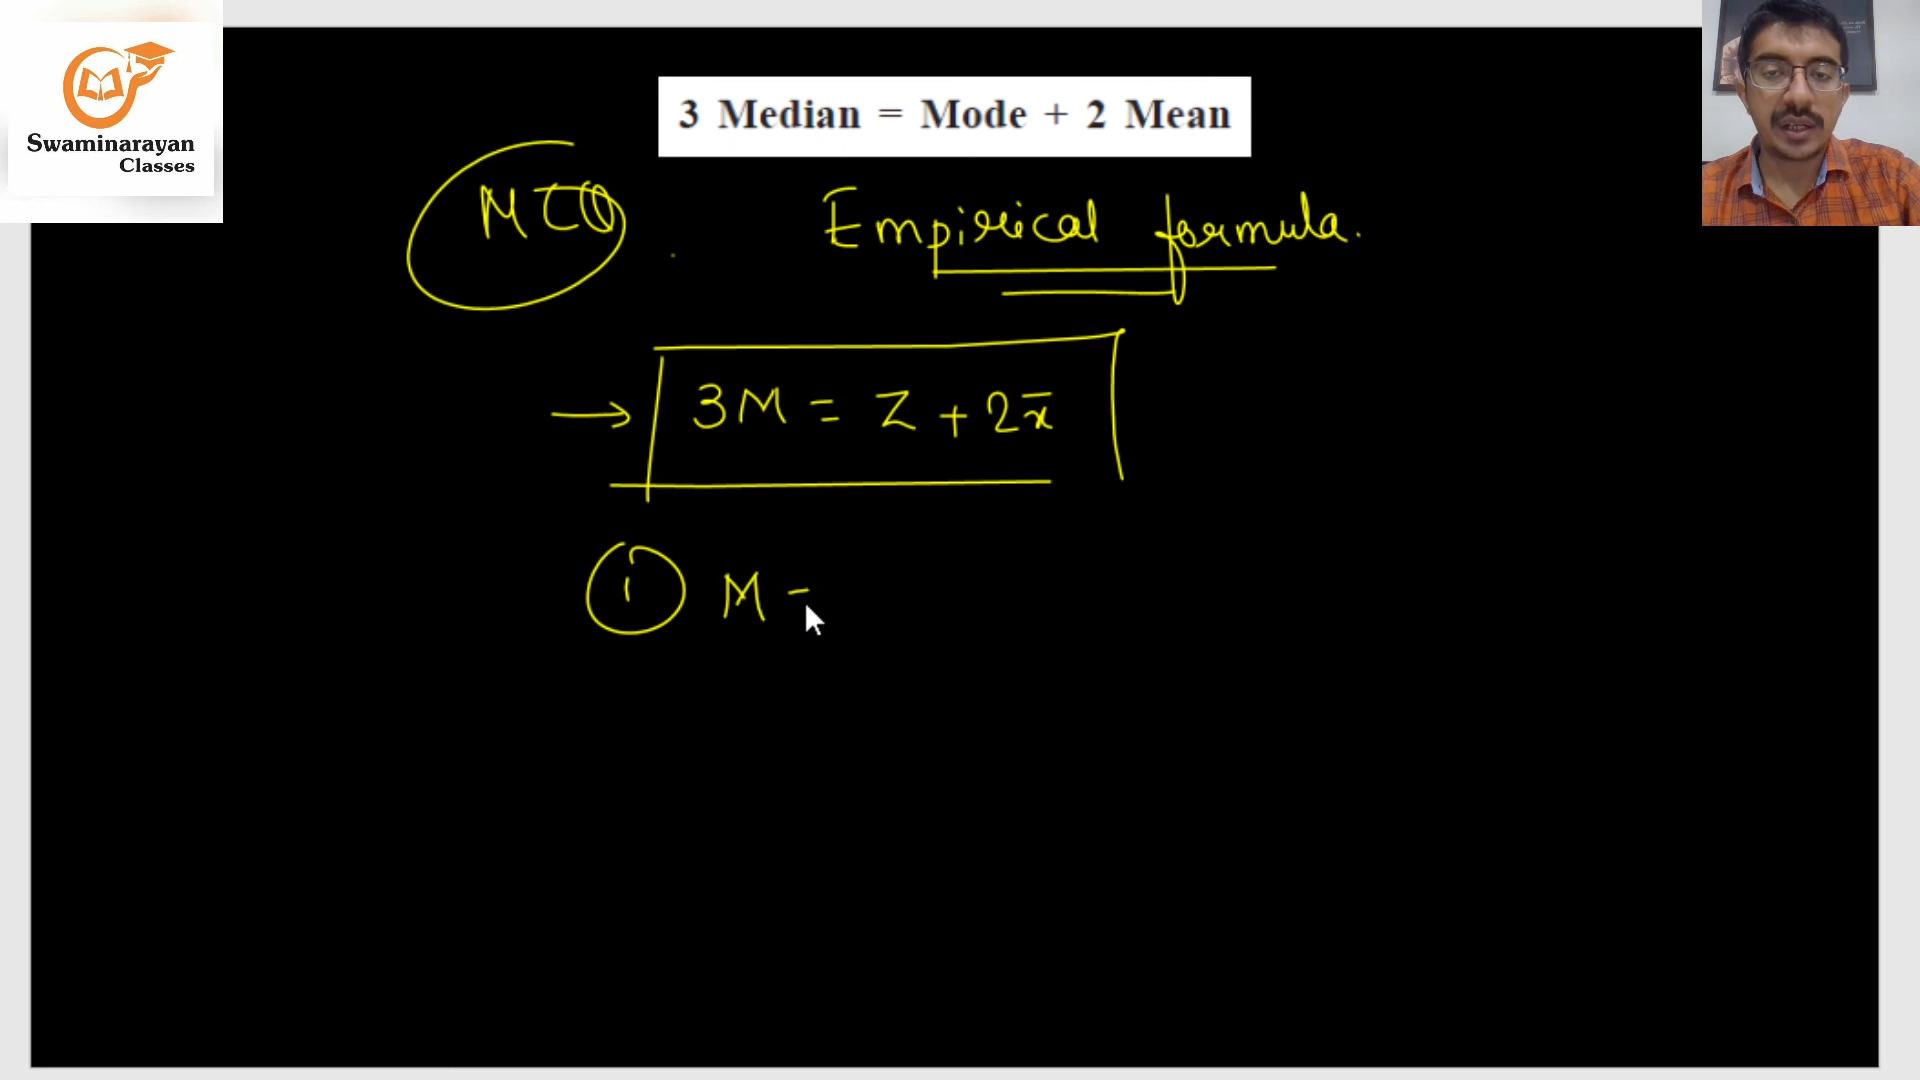 Swaminarayan
Classes
3 Median = Mode + 2 Mean
MCQ . Empirical formula.
→ 3M = Z + 2x̄
(i) M -